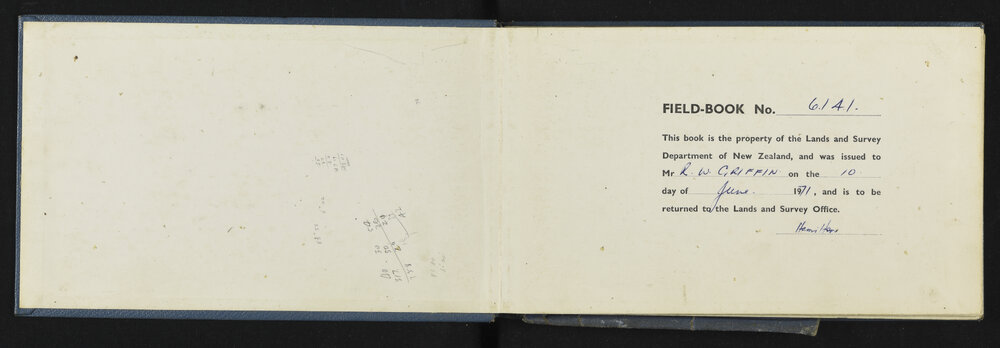 FIELD-BOOK No. 6141.
This book is the property of the Lands and Survey
Department of New Zealand, and was issued to
Mr R. W. GRIFFIN on the 10
day of June 1971, and is to be
returned to the Lands and Survey Office.
Hamilton